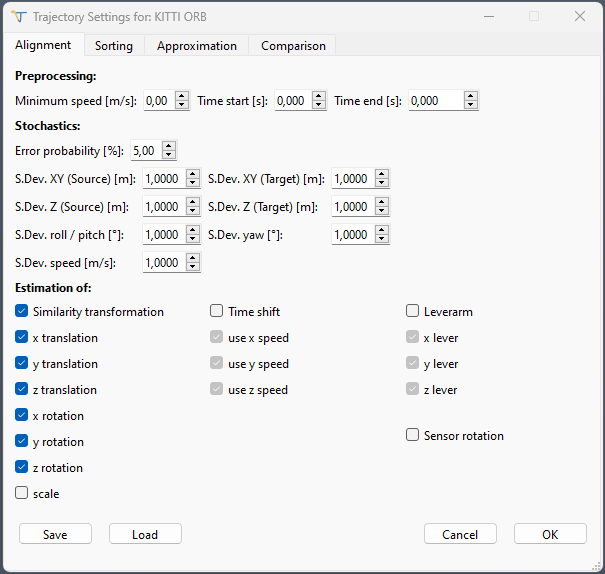 Trajectory Settings for: KITTI ORB
Alignment Sorting Approximation Comparison
Preprocessing:
Minimum speed [m/s]: 0,00 Time start [s]: 0,000 Time end [s]: 0,000
Stochastics:
Error probability [%]: 5,00
S.Dev. XY (Source) [m]: 1,0000 S.Dev. XY (Target) [m]: 1,0000
S.Dev. Z (Source) [m]: 1,0000 S.Dev. Z (Target) [m]: 1,0000
S.Dev. roll / pitch [°]: 1,0000 S.Dev. yaw [°]: 1,0000
S.Dev. speed [m/s]: 1,0000
Estimation of:
Similarity transformation Time shift Leverarm
x translation use x speed x lever
y translation use y speed y lever
z translation use z speed z lever
x rotation
y rotation Sensor rotation
z rotation
scale
Save Load Cancel OK